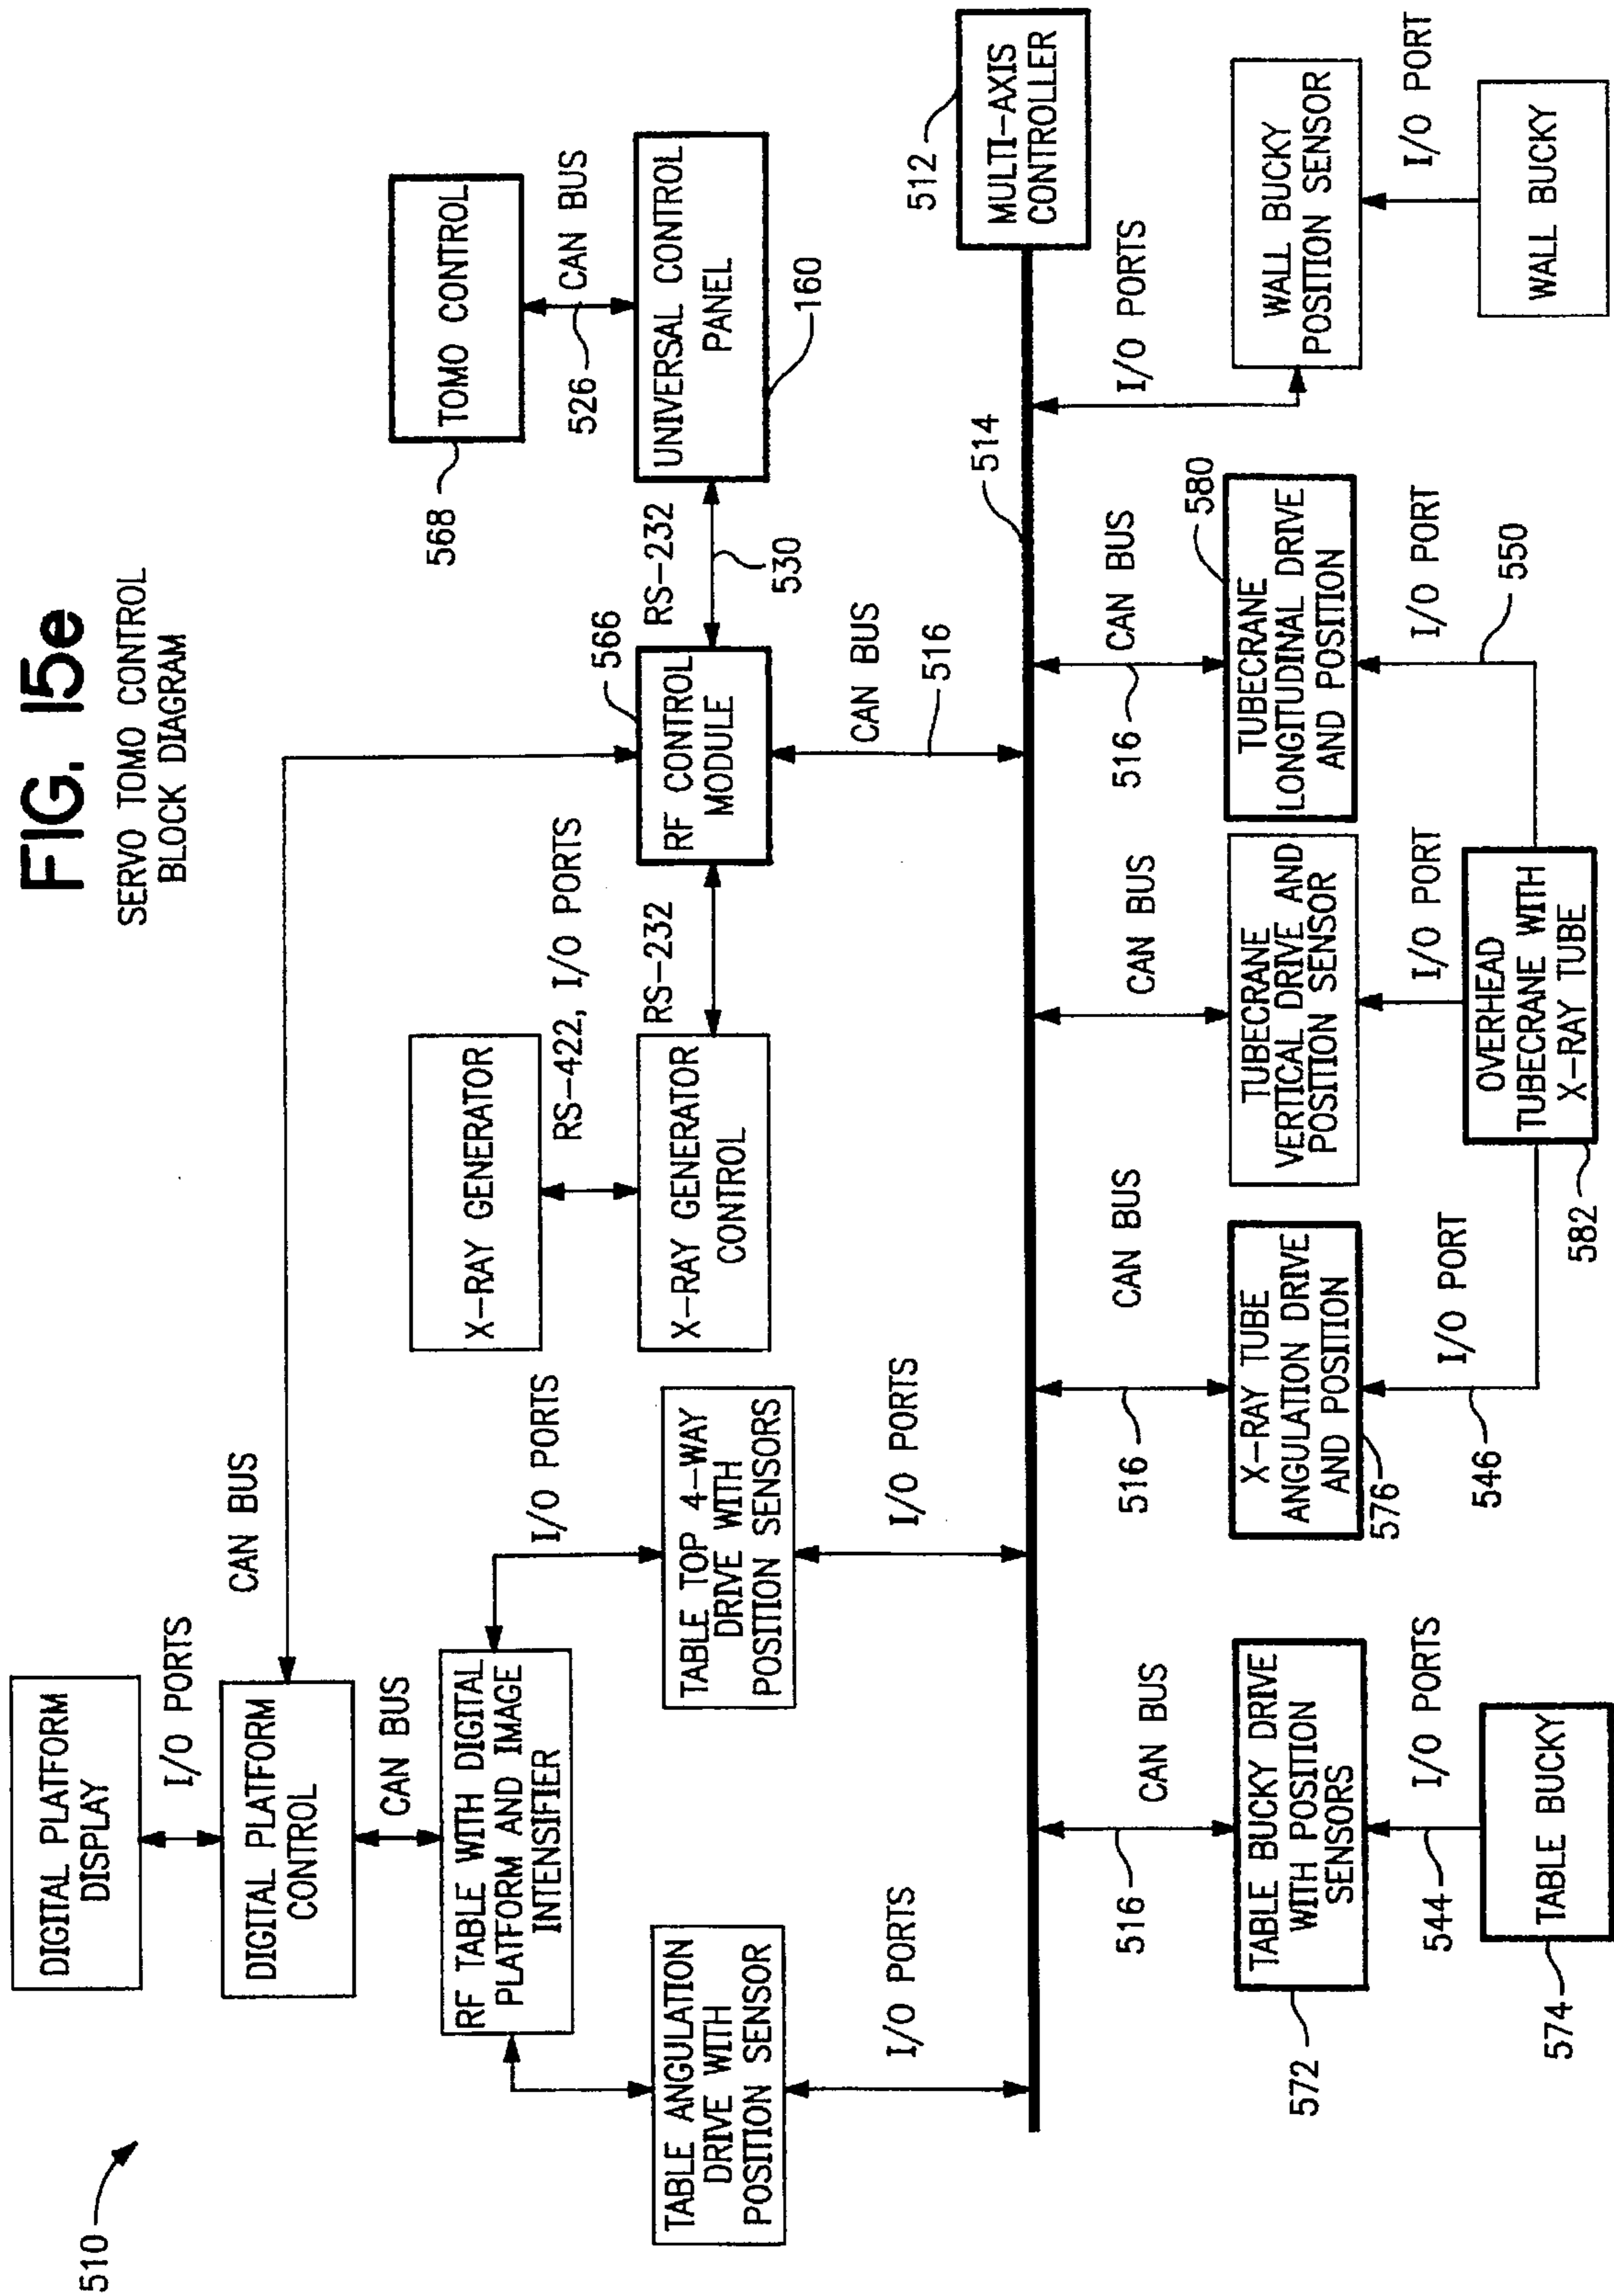 FIG. 15e
SERVO TOMO CONTROL
BLOCK DIAGRAM
510
DIGITAL PLATFORM
DISPLAY
I/O PORTS
DIGITAL PLATFORM
CONTROL
CAN BUS
CAN BUS
RF TABLE WITH DIGITAL
PLATFORM AND IMAGE
INTENSIFIER
I/O PORTS
TABLE ANGULATION
DRIVE WITH
POSITION SENSOR
I/O PORTS
TABLE TOP 4-WAY
DRIVE WITH
POSITION SENSORS
I/O PORTS
X-RAY GENERATOR
RS-422, I/O PORTS
X-RAY GENERATOR
CONTROL
RS-232
RF CONTROL
MODULE
566
RS-232
530
CAN BUS
516
TOMO CONTROL
568
CAN BUS
526
UNIVERSAL CONTROL
PANEL
160
512
MULTI-AXIS
CONTROLLER
514
CAN BUS
516
TABLE BUCKY DRIVE
WITH POSITION
SENSORS
572
I/O PORTS
544
TABLE BUCKY
574
CAN BUS
516
X-RAY TUBE
ANGULATION DRIVE
AND POSITION
576
I/O PORT
546
CAN BUS
TUBECRANE
VERTICAL DRIVE AND
POSITION SENSOR
I/O PORT
OVERHEAD
TUBECRANE WITH
X-RAY TUBE
582
CAN BUS
516
580
TUBECRANE
LONGITUDINAL DRIVE
AND POSITION
I/O PORT
550
I/O PORTS
WALL BUCKY
POSITION SENSOR
I/O PORT
WALL BUCKY